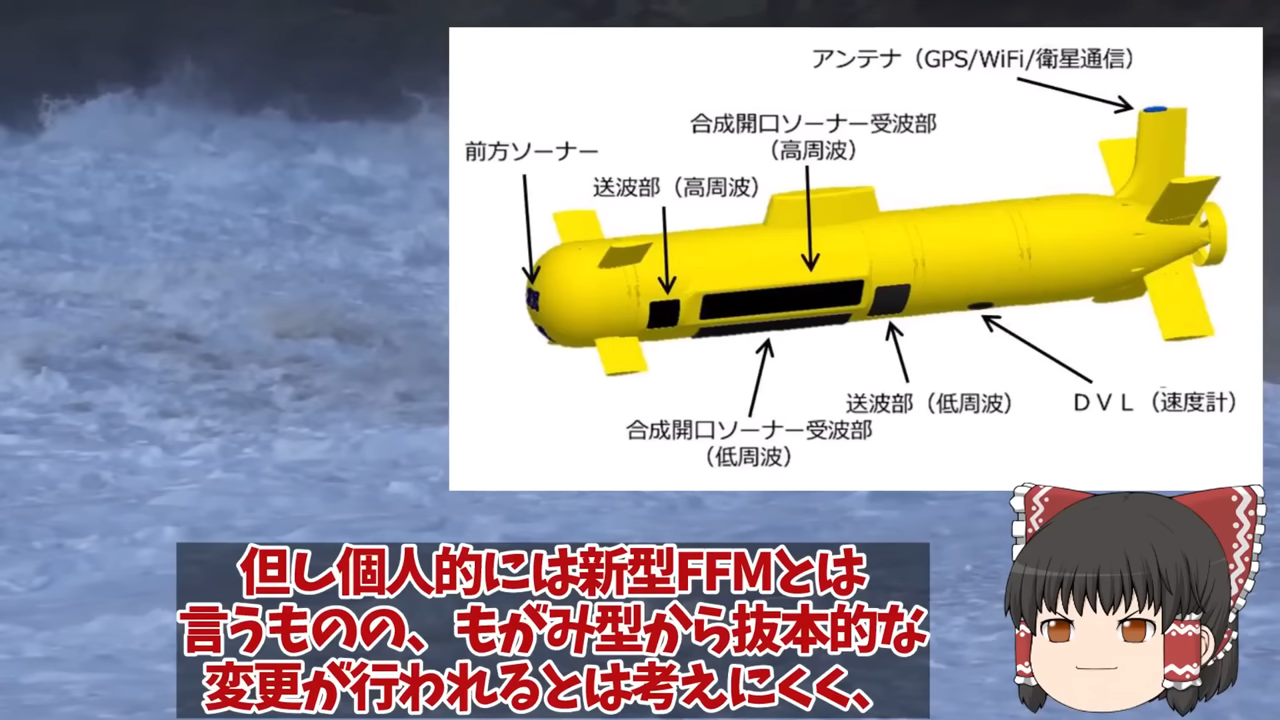 アンテナ（GPS/WiFi/衛星通信）
合成開口ソーナー受波部
（高周波）
前方ソーナー
送波部（高周波）
送波部（低周波）
ＤＶＬ（速度計）
合成開口ソーナー受波部
（低周波）
但し個人的には新型FFMとは
言うものの、もがみ型から抜本的な
変更が行われるとは考えにくく、